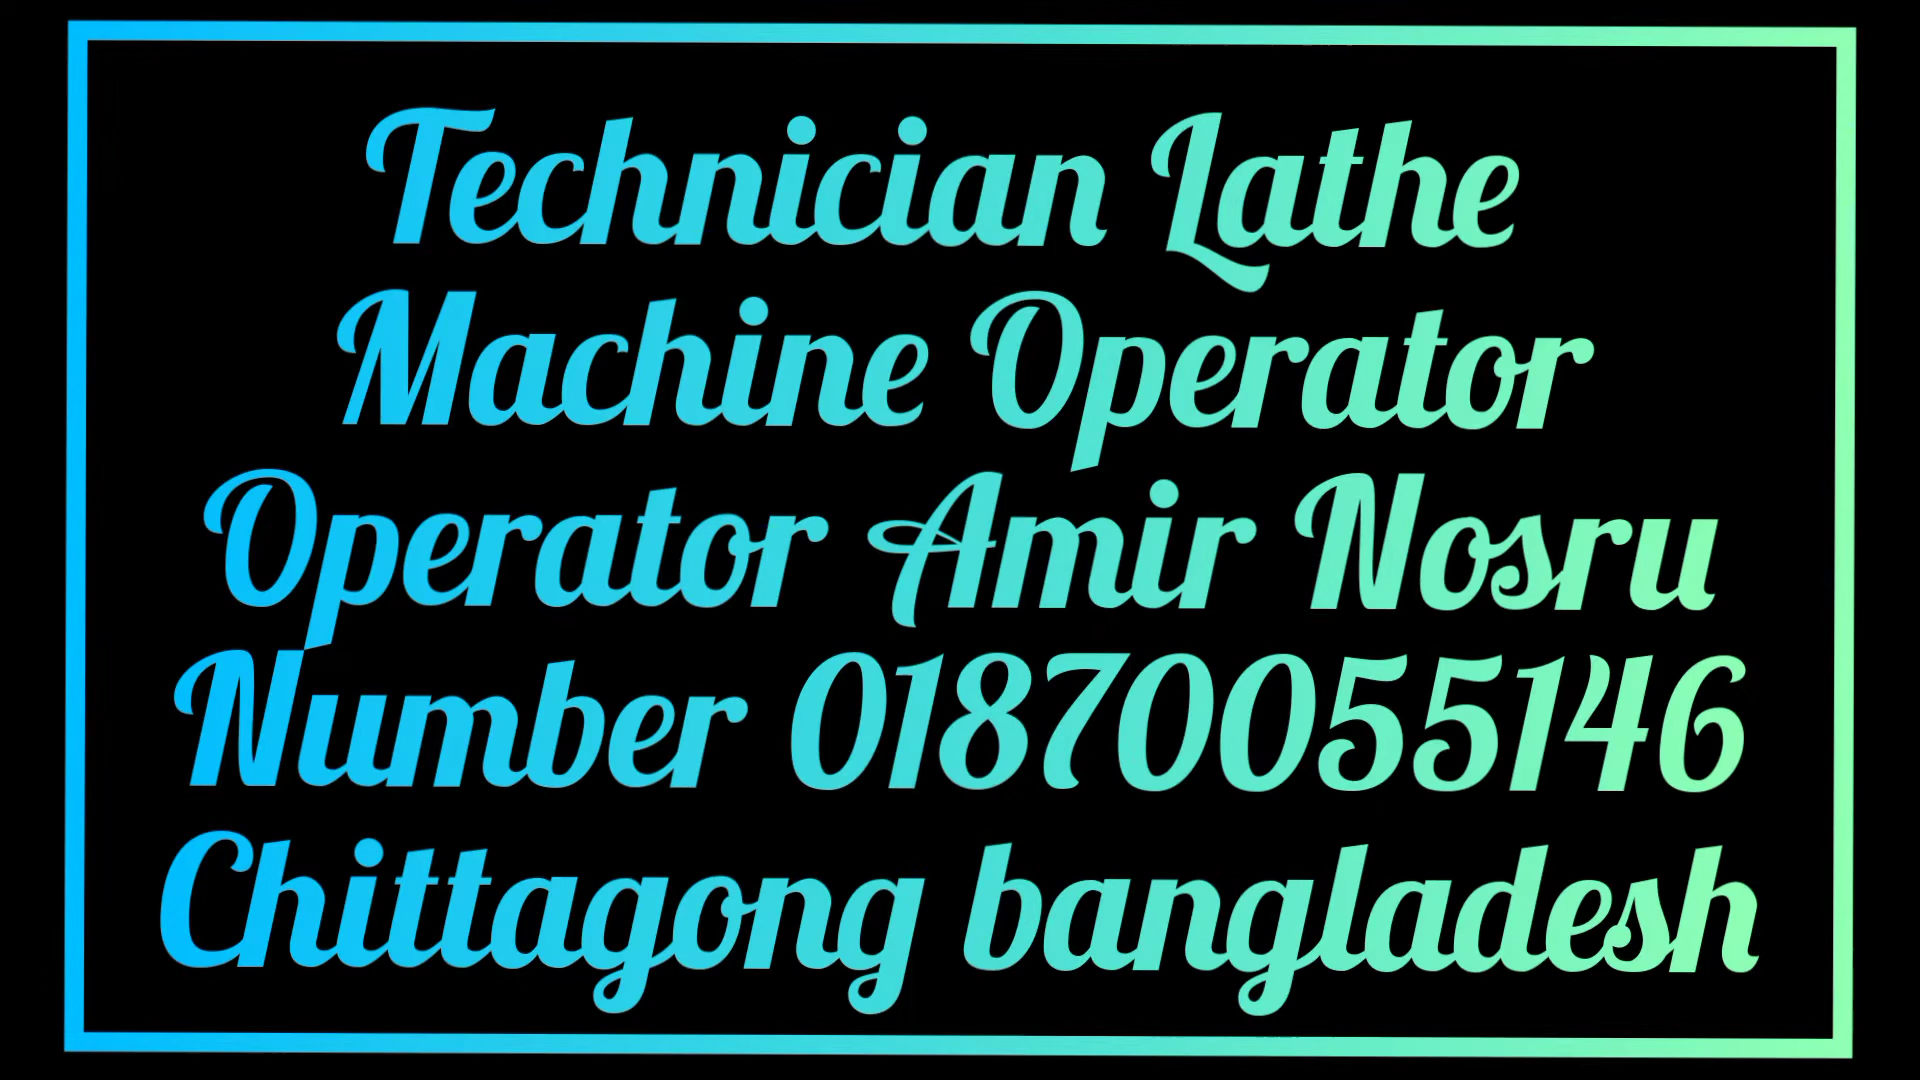 Technician Lathe
Machine Operator
Operator Amir Nosru
Number 01870055146
Chittagong bangladesh